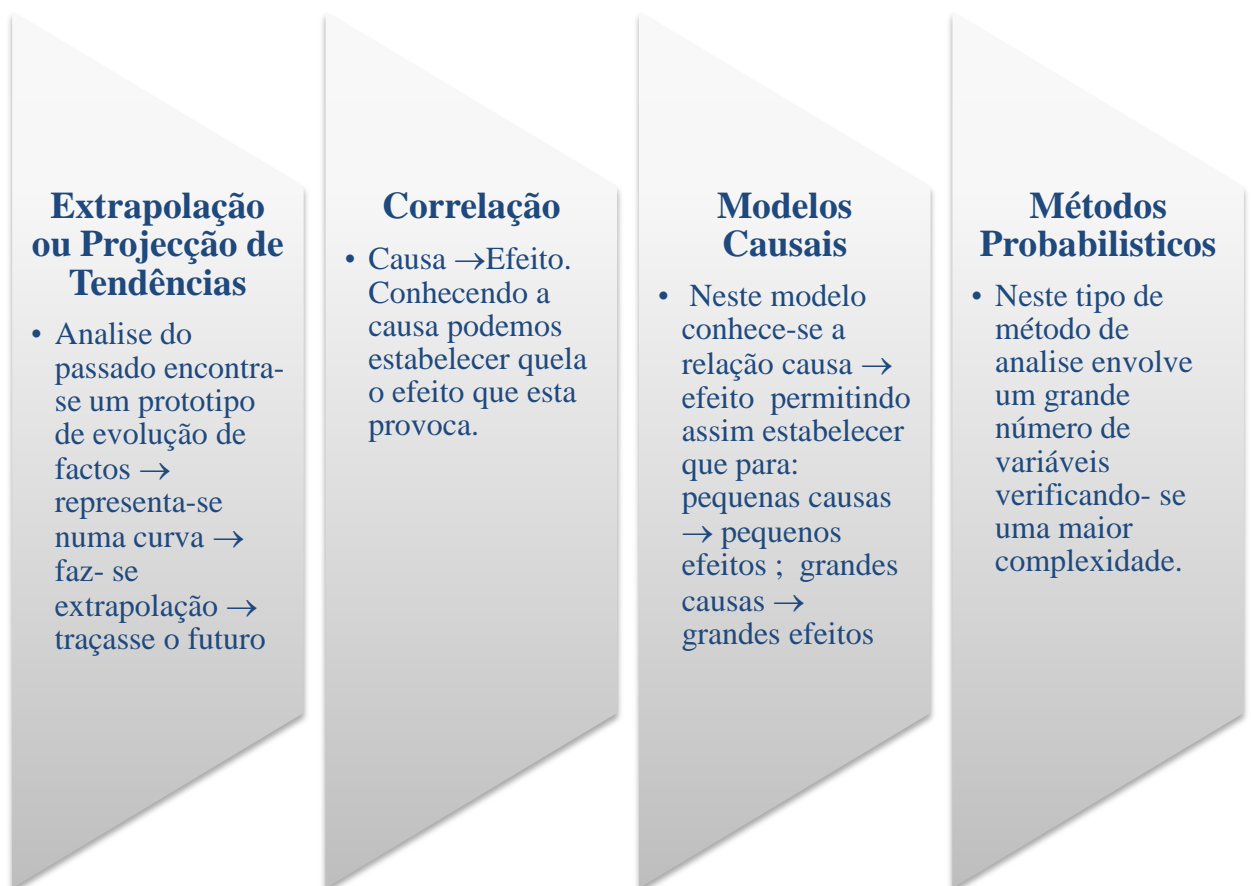 Extrapolação
ou Projecção de
Tendências
• Analise do
passado encontra-
se um prototipo
de evolução de
factos →
representa-se
numa curva →
faz- se
extrapolação →
traçasse o futuro
Correlação
• Causa →Efeito.
Conhecendo a
causa podemos
estabelecer quela
o efeito que esta
provoca.
Modelos
Causais
• Neste modelo
conhece-se a
relação causa →
efeito permitindo
assim estabelecer
que para:
pequenas causas
→ pequenos
efeitos ; grandes
causas →
grandes efeitos
Métodos
Probabilisticos
• Neste tipo de
método de
analise envolve
um grande
número de
variáveis
verificando- se
uma maior
complexidade.